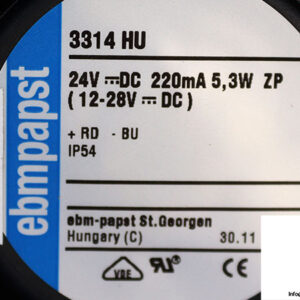 ebmpapst
3314 HU
24V ⎓DC 220mA 5,3W ZP
(12-28V ⎓ DC)
+ RD - BU
IP54
ebm-papst St.Georgen
Hungary (C) 30.11
VDE
CE